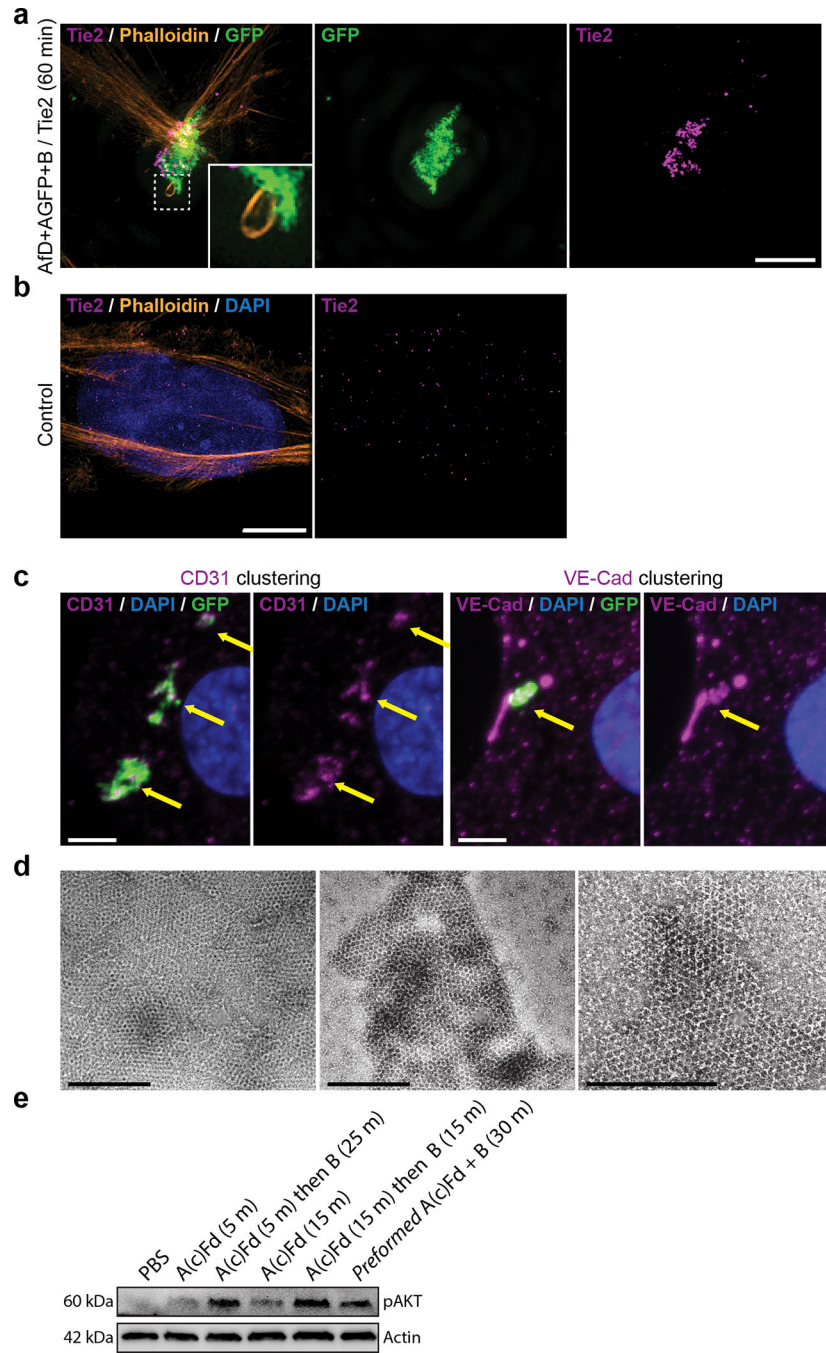 a
AfD+AGFP+B / Tie2 (60 min)
Tie2 / Phalloidin / GFP
GFP
Tie2
b
Control
Tie2 / Phalloidin / DAPI
Tie2
c
CD31 clustering
VE-Cad clustering
CD31 / DAPI / GFP
CD31 / DAPI
VE-Cad / DAPI / GFP
VE-Cad / DAPI
d
e
PBS
A(c)Fd (5 m)
A(c)Fd (5 m) then B (25 m)
A(c)Fd (15 m)
A(c)Fd (15 m) then B (15 m)
Preformed A(c)Fd + B (30 m)
60 kDa
pAKT
42 kDa
Actin